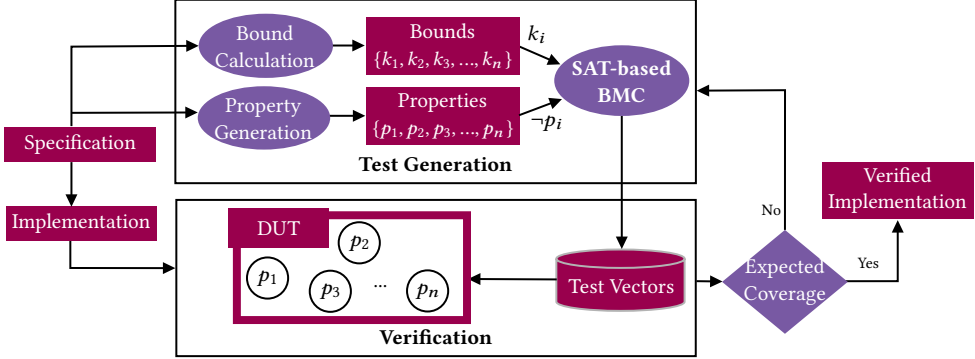 Bound
Calculation
Bounds
{k₁, k₂, k₃, ..., kₙ}
kᵢ
SAT-based
BMC
Property
Generation
Properties
{p₁, p₂, p₃, ..., pₙ}
¬pᵢ
Test Generation
Specification
Implementation
DUT
p₁
p₂
p₃
...
pₙ
Test Vectors
Verification
No
Expected
Coverage
Yes
Verified
Implementation